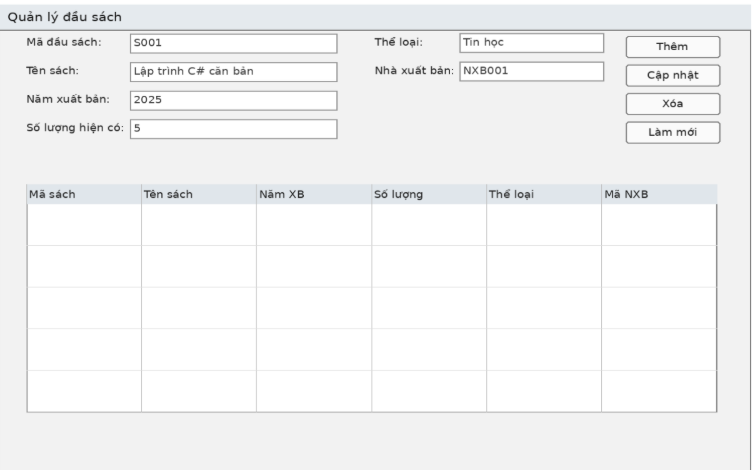 Quản lý đầu sách
Mã đầu sách: S001 Thể loại: Tin học Thêm
Tên sách: Lập trình C# căn bản Nhà xuất bản: NXB001 Cập nhật
Năm xuất bản: 2025 Xóa
Số lượng hiện có: 5 Làm mới
Mã sách Tên sách Năm XB Số lượng Thể loại Mã NXB